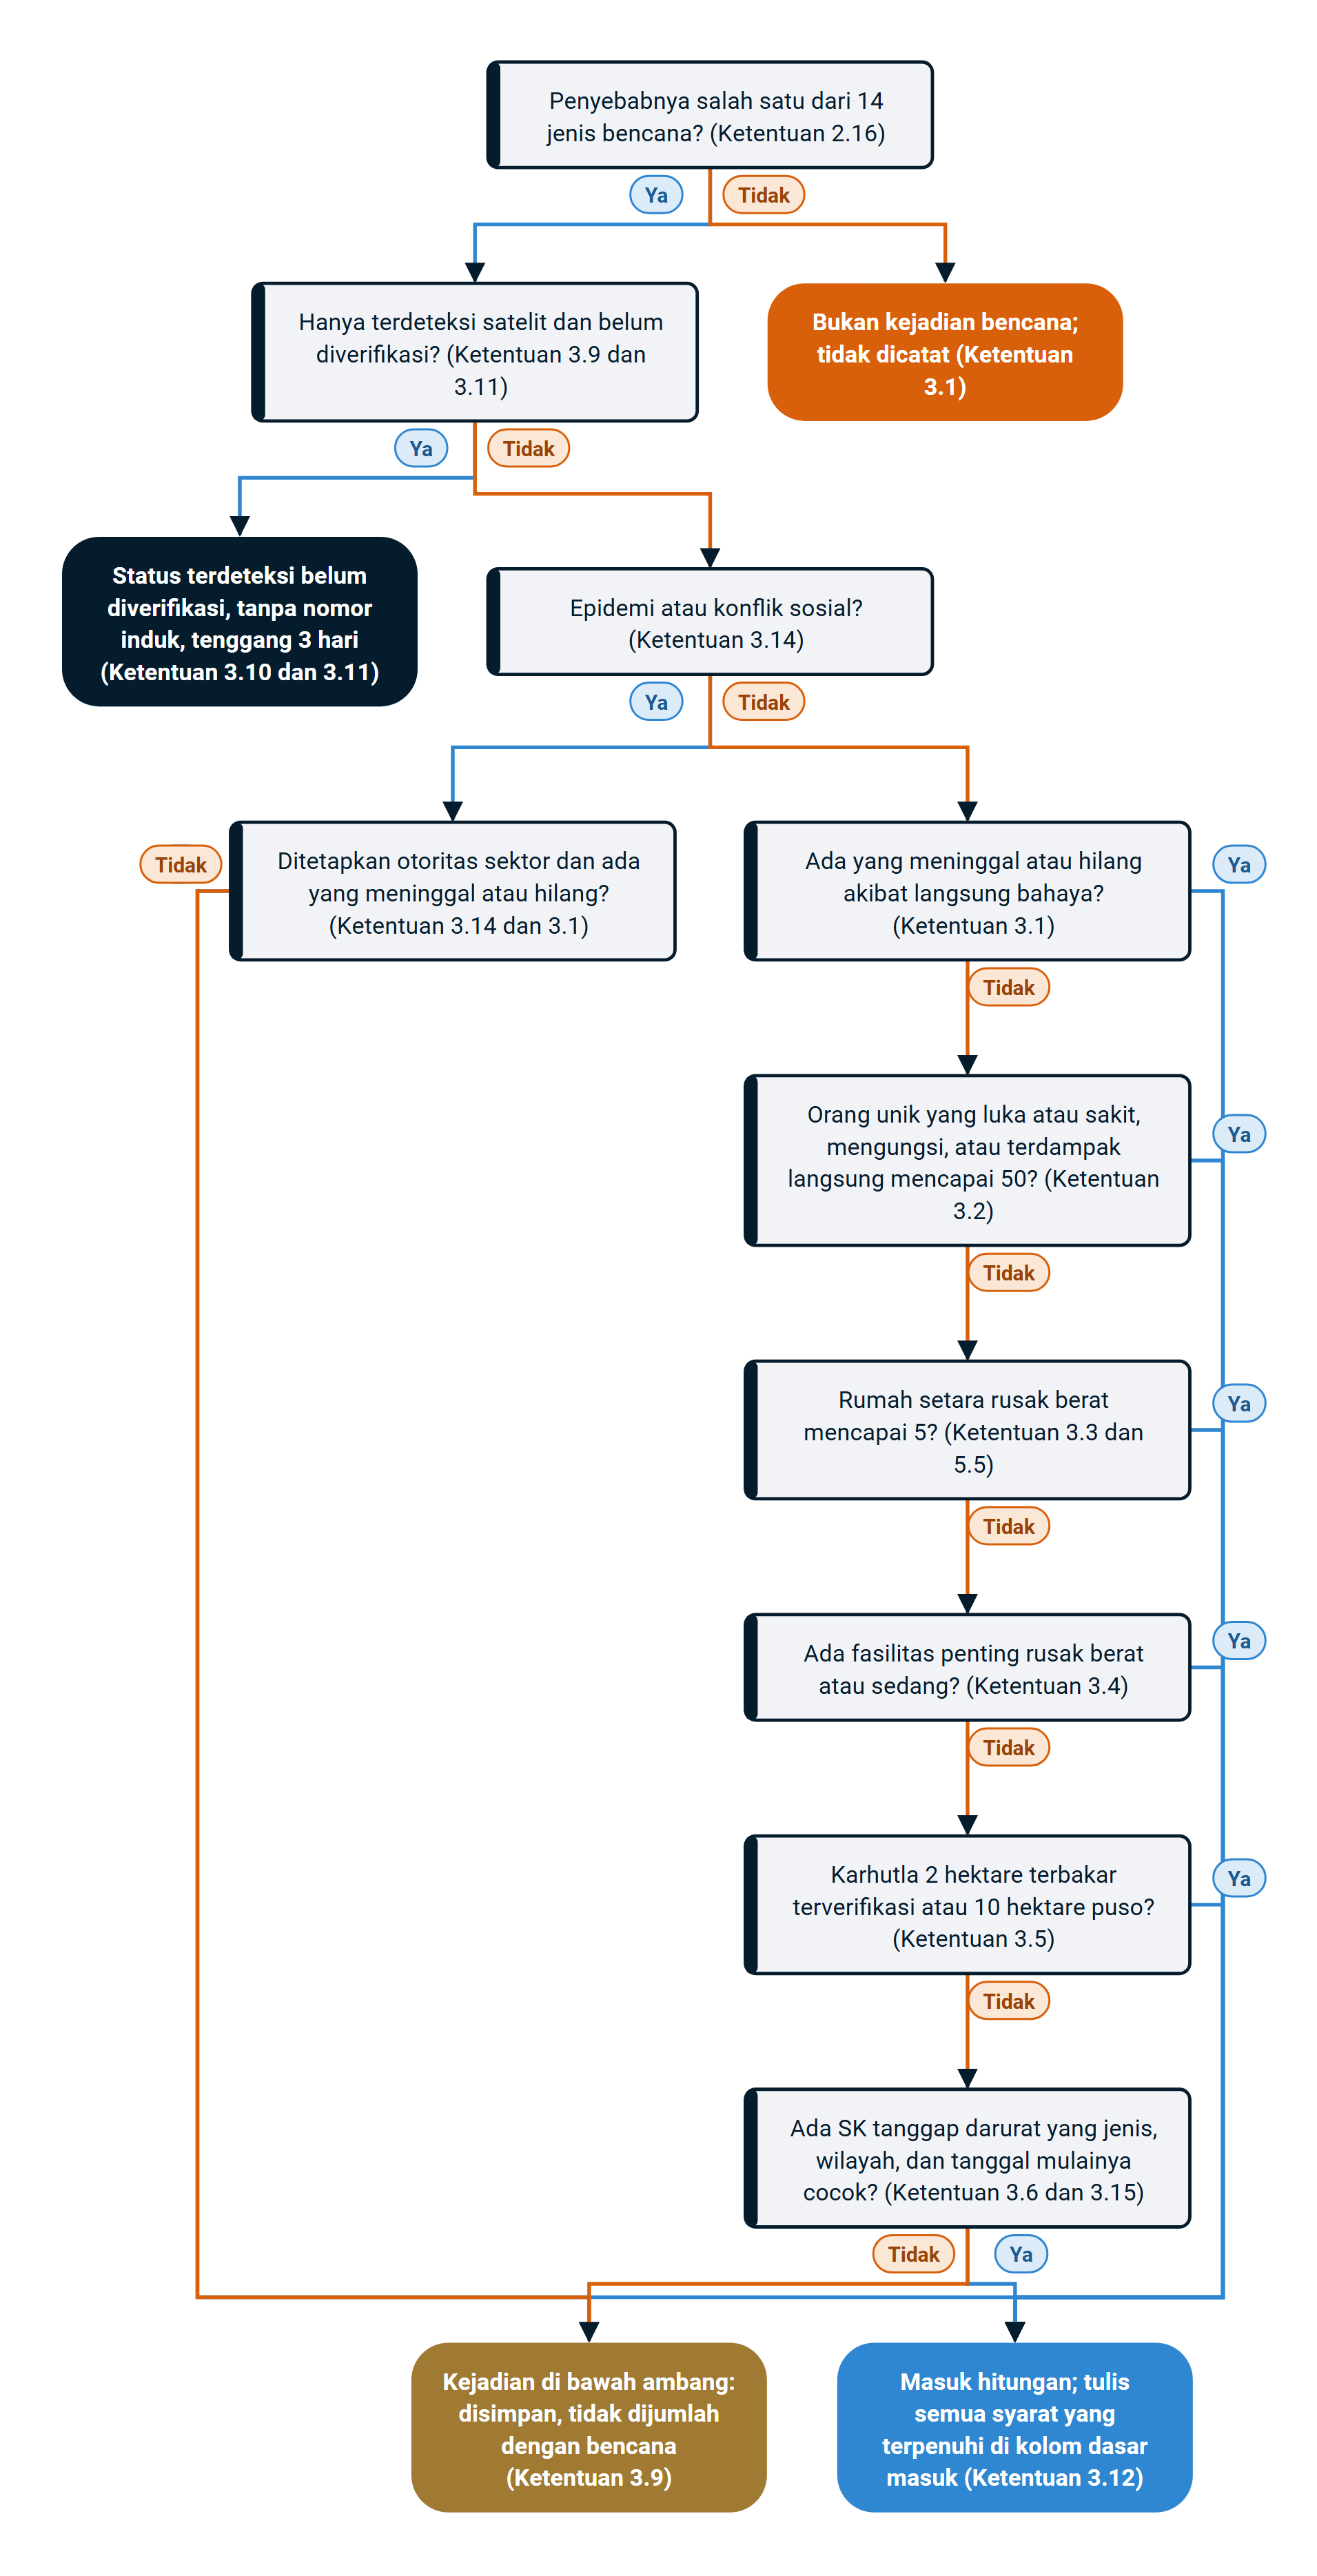 Penyebabnya salah satu dari 14
jenis bencana? (Ketentuan 2.16)
Ya
Tidak
Hanya terdeteksi satelit dan belum
diverifikasi? (Ketentuan 3.9 dan
3.11)
Bukan kejadian bencana;
tidak dicatat (Ketentuan
3.1)
Ya
Tidak
Status terdeteksi belum
diverifikasi, tanpa nomor
induk, tenggang 3 hari
(Ketentuan 3.10 dan 3.11)
Epidemi atau konflik sosial?
(Ketentuan 3.14)
Ya
Tidak
Tidak
Ditetapkan otoritas sektor dan ada
yang meninggal atau hilang?
(Ketentuan 3.14 dan 3.1)
Ada yang meninggal atau hilang
akibat langsung bahaya?
(Ketentuan 3.1)
Ya
Tidak
Orang unik yang luka atau sakit,
mengungsi, atau terdampak
langsung mencapai 50? (Ketentuan
3.2)
Ya
Tidak
Rumah setara rusak berat
mencapai 5? (Ketentuan 3.3 dan
5.5)
Ya
Tidak
Ada fasilitas penting rusak berat
atau sedang? (Ketentuan 3.4)
Ya
Tidak
Karhutla 2 hektare terbakar
terverifikasi atau 10 hektare puso?
(Ketentuan 3.5)
Ya
Tidak
Ada SK tanggap darurat yang jenis,
wilayah, dan tanggal mulainya
cocok? (Ketentuan 3.6 dan 3.15)
Tidak
Ya
Kejadian di bawah ambang:
disimpan, tidak dijumlah
dengan bencana
(Ketentuan 3.9)
Masuk hitungan; tulis
semua syarat yang
terpenuhi di kolom dasar
masuk (Ketentuan 3.12)